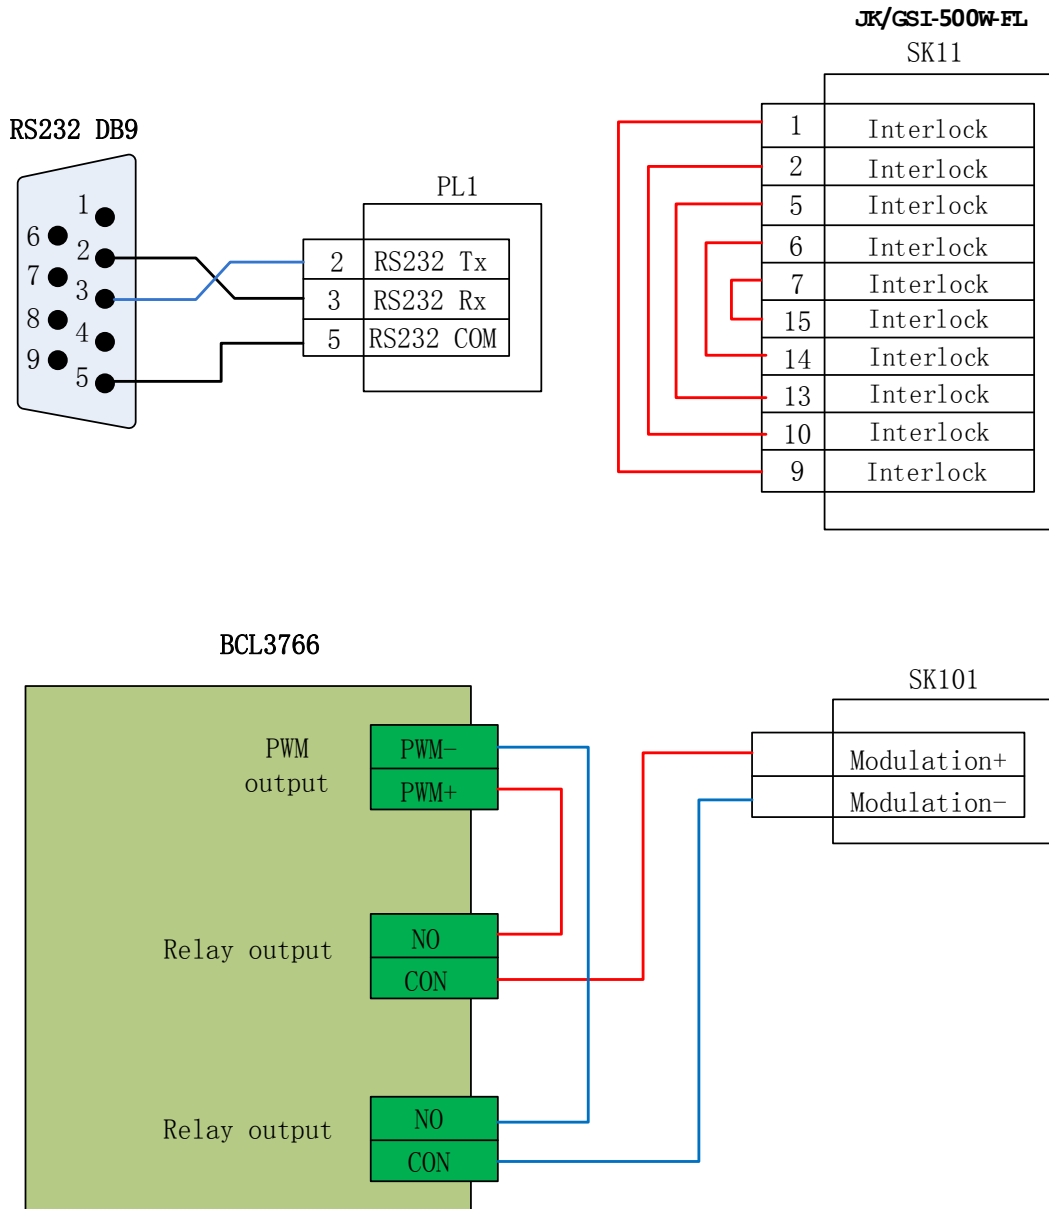 JK/GSI-500W-FL
SK11
1 Interlock
2 Interlock
5 Interlock
6 Interlock
7 Interlock
15 Interlock
14 Interlock
13 Interlock
10 Interlock
9 Interlock
RS232 DB9
1
6
2
7
3
8
4
9
5
PL1
2 RS232 Tx
3 RS232 Rx
5 RS232 COM
BCL3766
PWM
output
PWM-
PWM+
Relay output
NO
CON
Relay output
NO
CON
SK101
Modulation+
Modulation-